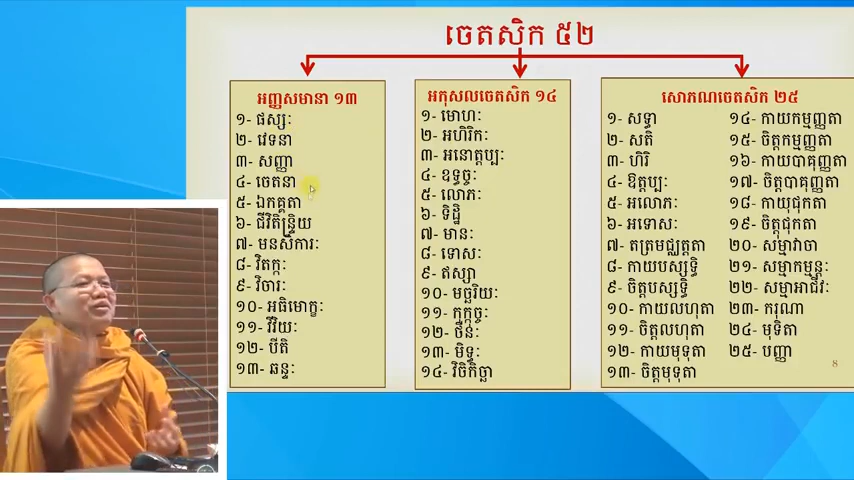 ចេតសិក ៥២
អញ្ញសមានា ១៣
១- ផស្សៈ
២- វេទនា
៣- សញ្ញា
៤- ចេតនា
៥- ឯកគ្គតា
៦- ជីវិតិន្ទ្រិយ
៧- មនសិការៈ
៨- វិតក្កៈ
៩- វិចារៈ
១០- អធិមោក្ខៈ
១១- វីរិយៈ
១២- បីតិ
១៣- ឆន្ទៈ
អកុសលចេតសិក ១៤
១- មោហៈ
២- អហិរិកៈ
៣- អនោត្តប្បៈ
៤- ឧទ្ធច្ចៈ
៥- លោភៈ
៦- ទិដ្ឋិ
៧- មានៈ
៨- ទោសៈ
៩- ឥស្សា
១០- មច្ឆរិយៈ
១១- កុក្កុច្ចៈ
១២- ថីនៈ
១៣- មិទ្ធៈ
១៤- វិចិកិច្ឆា
សោភណចេតសិក ២៥
១- សទ្ធា
២- សតិ
៣- ហិរិ
៤- ឱត្តប្បៈ
៥- អលោភៈ
៦- អទោសៈ
៧- តត្រមជ្ឈត្តតា
៨- កាយបស្សទ្ធិ
៩- ចិត្តបស្សទ្ធិ
១០- កាយលហុតា
១១- ចិត្តលហុតា
១២- កាយមុទុតា
១៣- ចិត្តមុទុតា
១៤- កាយកម្មញ្ញតា
១៥- ចិត្តកម្មញ្ញតា
១៦- កាយបាគុញ្ញតា
១៧- ចិត្តបាគុញ្ញតា
១៨- កាយុជុកតា
១៩- ចិត្តុជុកតា
២០- សម្មាវាចា
២១- សម្មាកម្មន្តៈ
២២- សម្មាអាជីវៈ
២៣- ករុណា
២៤- មុទិតា
២៥- បញ្ញា
8